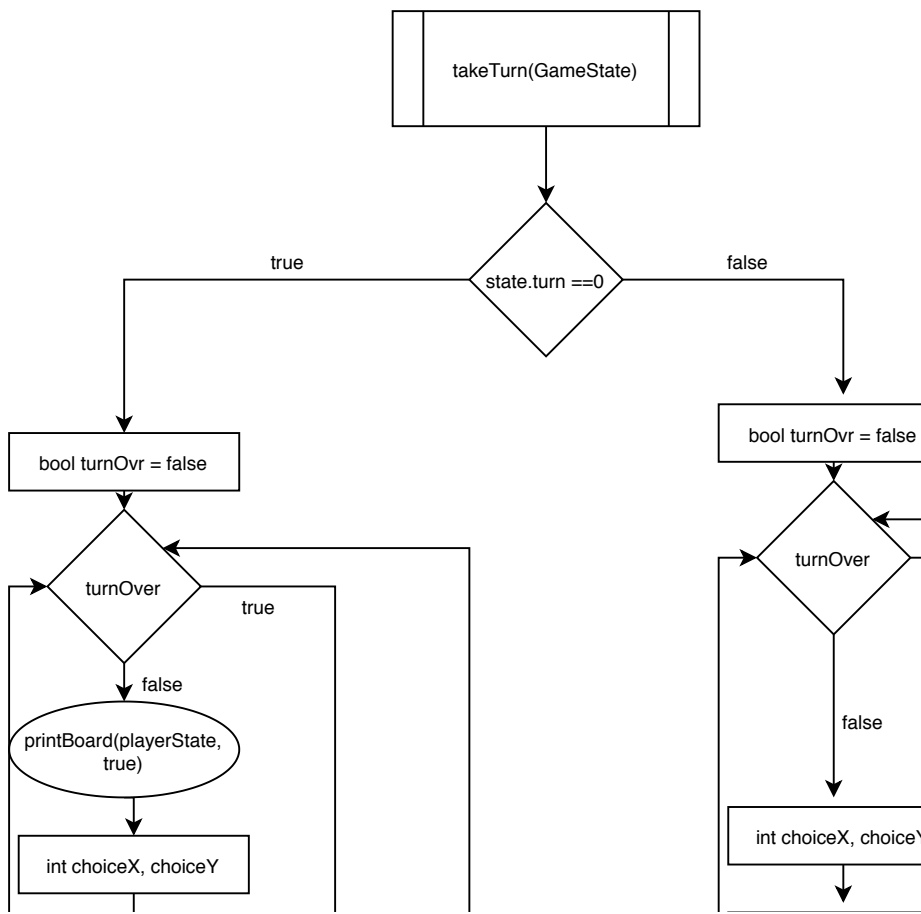 takeTurn(GameState)
true
false
state.turn ==0
bool turnOvr = false
bool turnOvr = false
turnOver
true
turnOver
false
false
printBoard(playerState,
true)
int choiceX, choiceY
int choiceX, choiceY